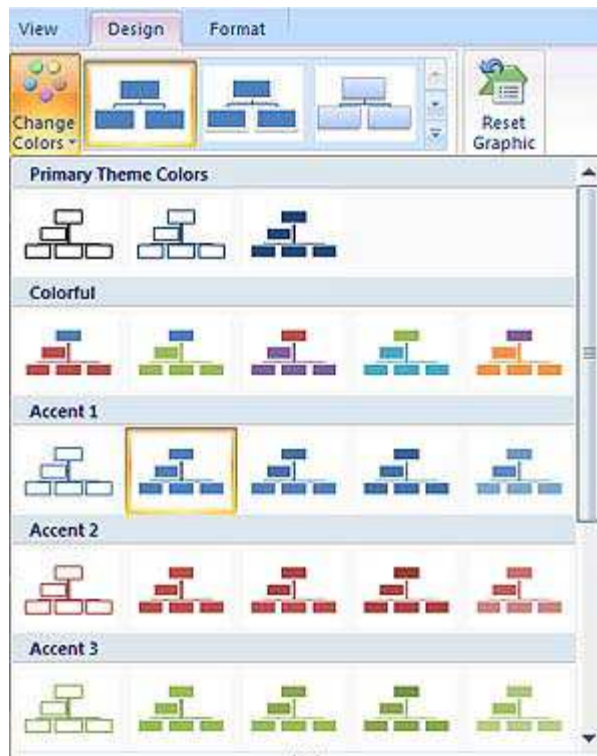 View Design Format
Change
Colors
Reset
Graphic
Primary Theme Colors
Colorful
Accent 1
Accent 2
Accent 3